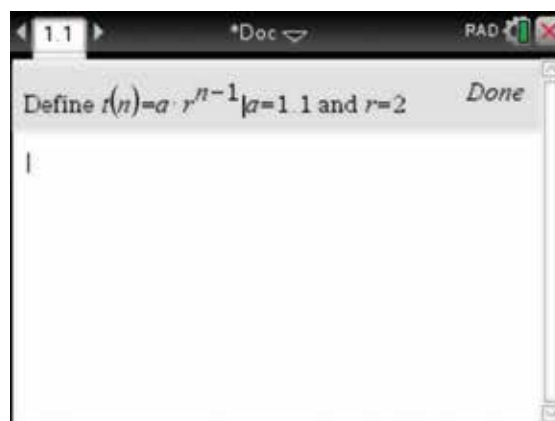 1.1 *Doc RAD
Define t(n)=a·r^{n−1}|a=1.1 and r=2 Done